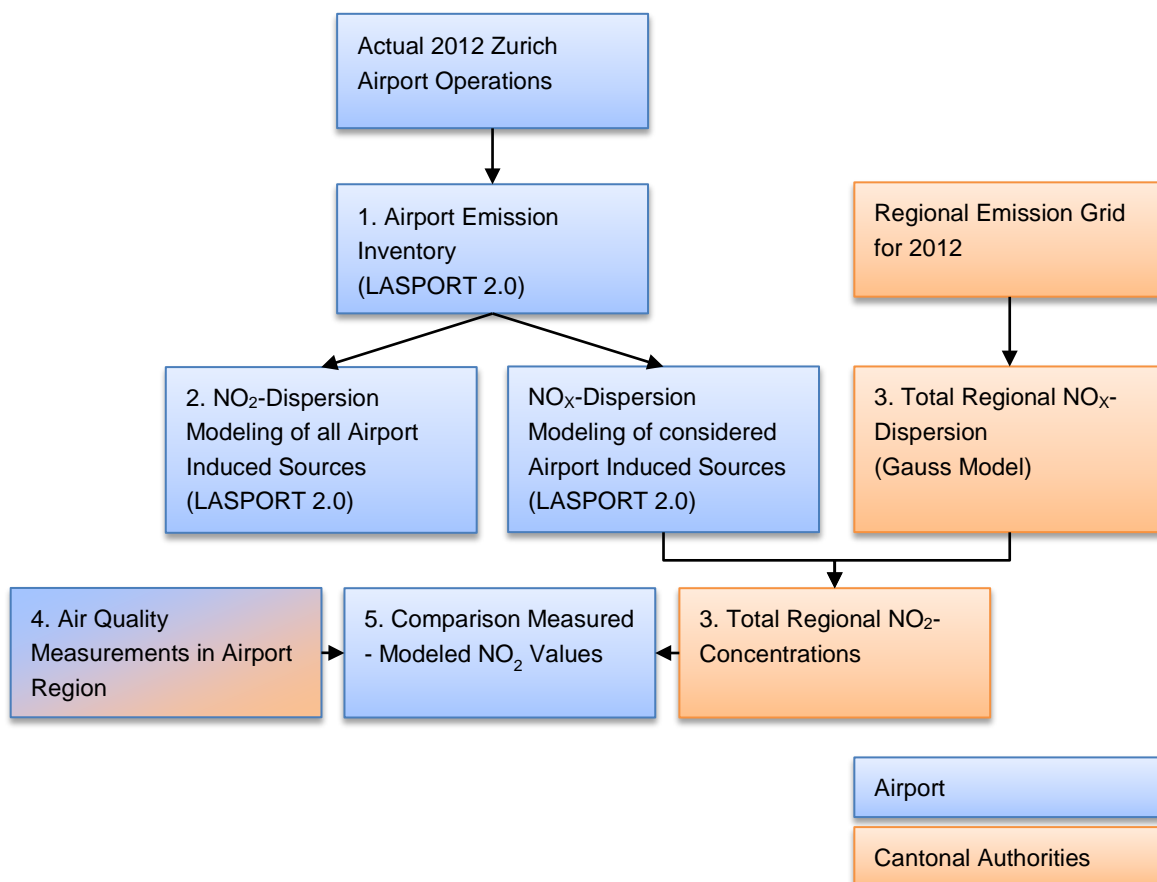 Actual 2012 Zurich
Airport Operations
1. Airport Emission
Inventory
(LASPORT 2.0)
Regional Emission Grid
for 2012
2. NO₂-Dispersion
Modeling of all Airport
Induced Sources
(LASPORT 2.0)
NOX-Dispersion
Modeling of considered
Airport Induced Sources
(LASPORT 2.0)
3. Total Regional NOX-
Dispersion
(Gauss Model)
4. Air Quality
Measurements in Airport
Region
5. Comparison Measured
- Modeled NO₂ Values
3. Total Regional NO₂-
Concentrations
Airport
Cantonal Authorities